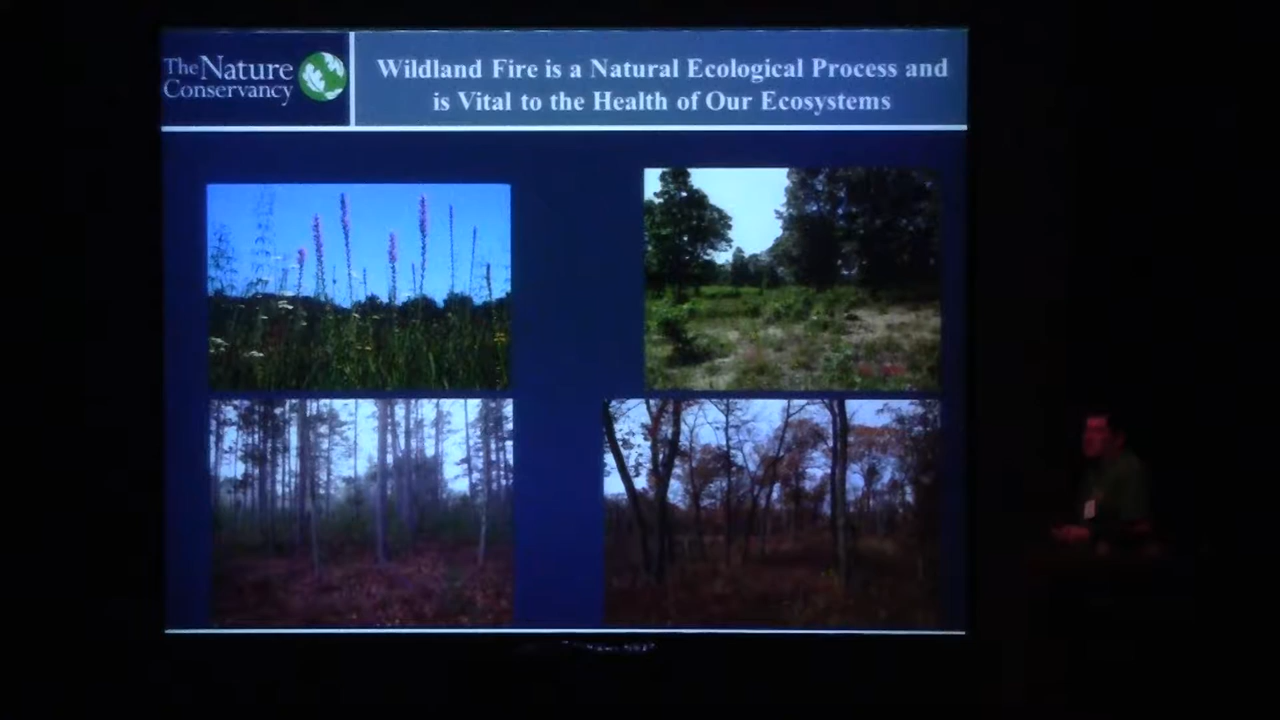 The Nature
Conservancy
Wildland Fire is a Natural Ecological Process and
is Vital to the Health of Our Ecosystems